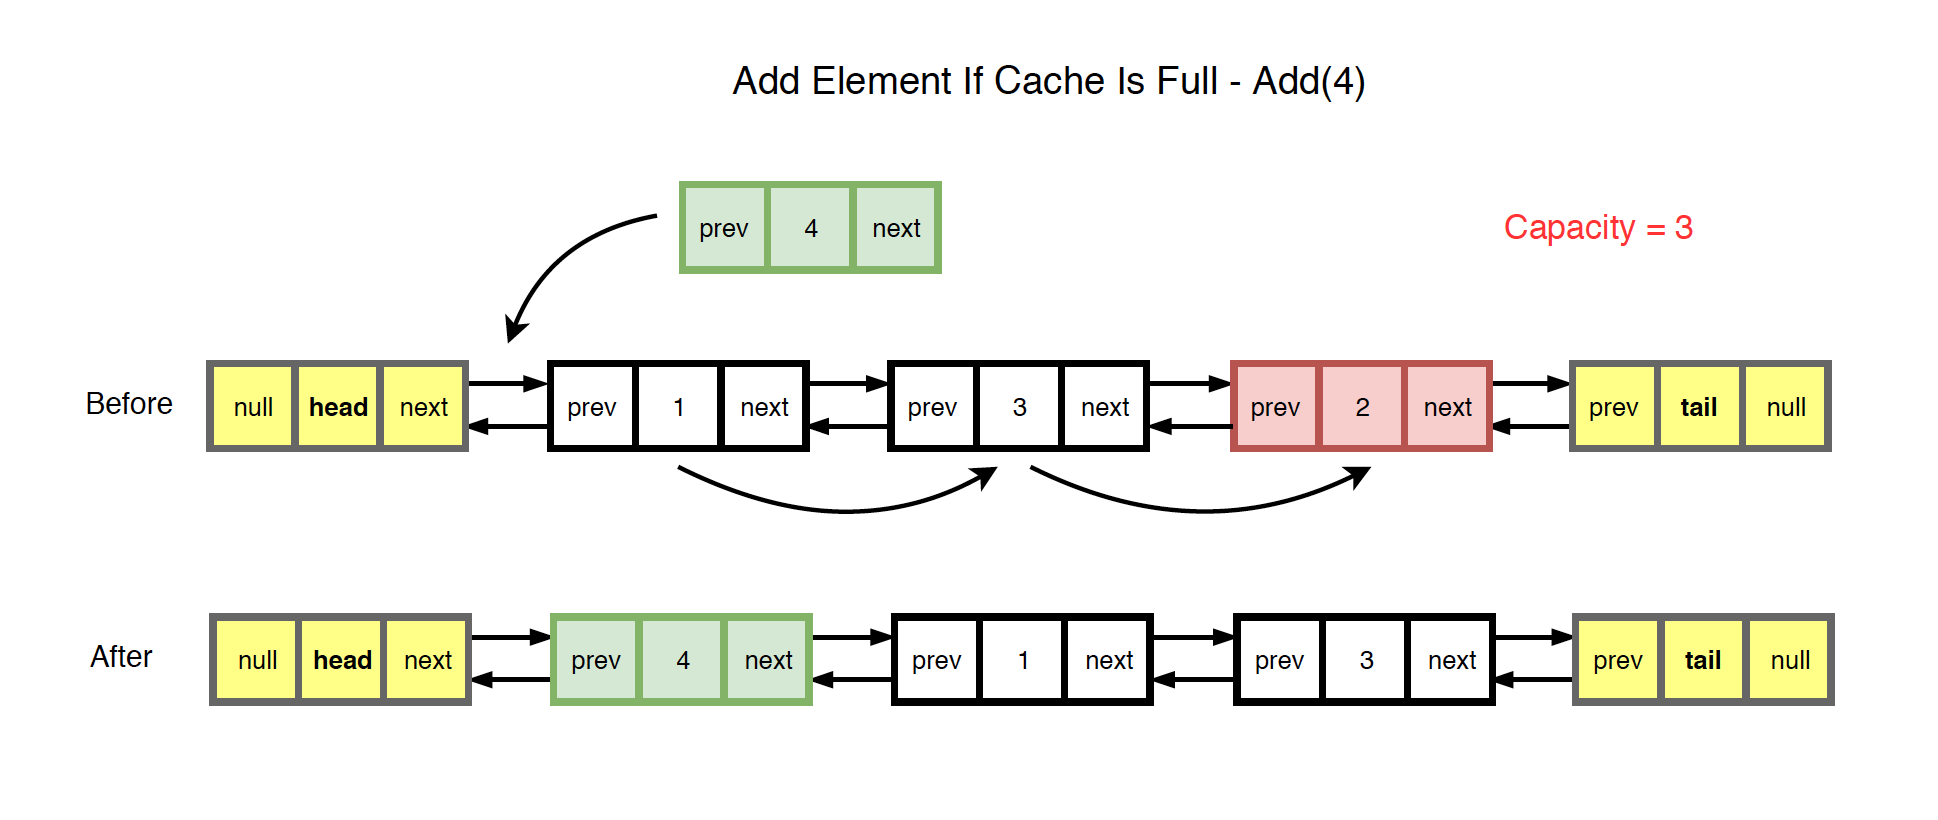 Add Element If Cache Is Full - Add(4)
prev 4 next
Capacity = 3
Before
null head next prev 1 next prev 3 next prev 2 next prev tail null
After
null head next prev 4 next prev 1 next prev 3 next prev tail null